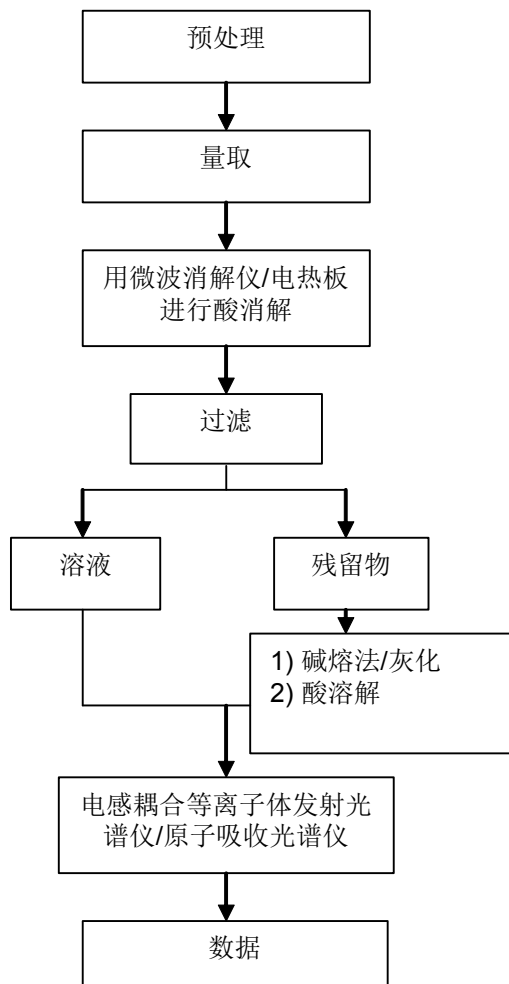 预处理
量取
用微波消解仪/电热板
进行酸消解
过滤
溶液
残留物
1) 碱熔法/灰化
2) 酸溶解
电感耦合等离子体发射光
谱仪/原子吸收光谱仪
数据